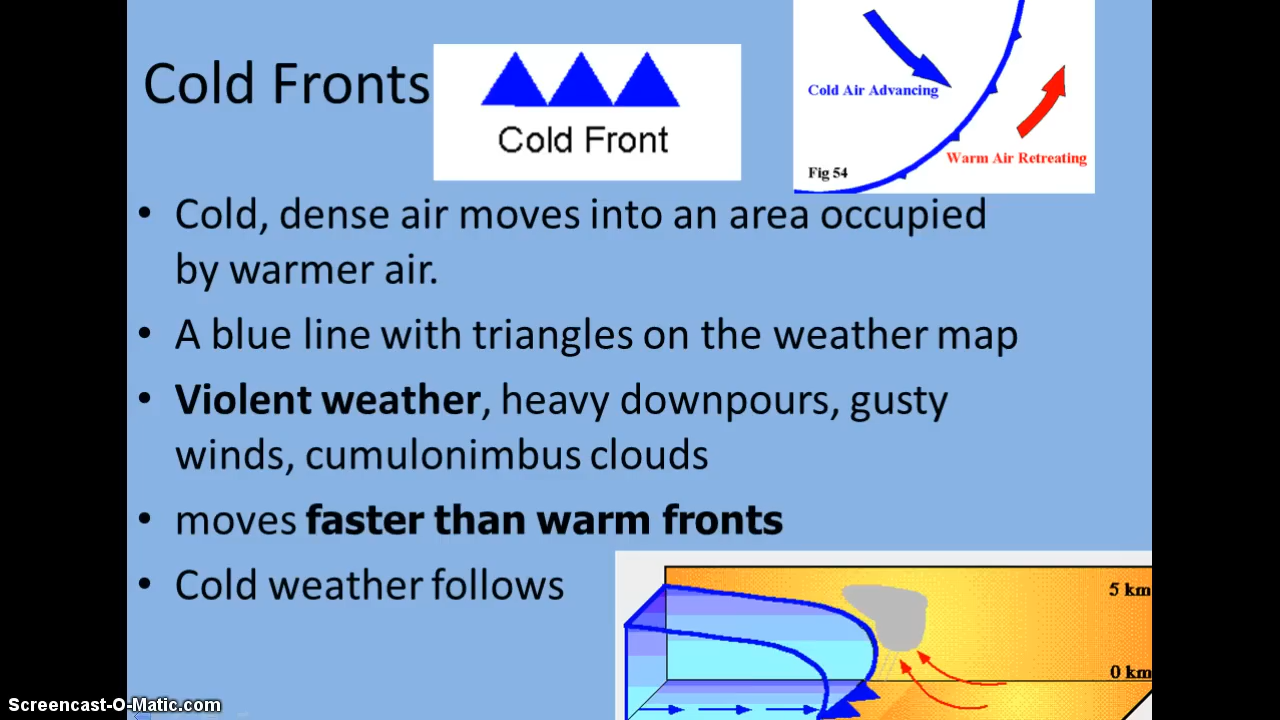 Cold Fronts
Cold Front
Cold Air Advancing
Warm Air Retreating
Fig 54
• Cold, dense air moves into an area occupied
by warmer air.
• A blue line with triangles on the weather map
• Violent weather, heavy downpours, gusty
winds, cumulonimbus clouds
• moves faster than warm fronts
• Cold weather follows
5 km
0 km
Screencast-O-Matic.com